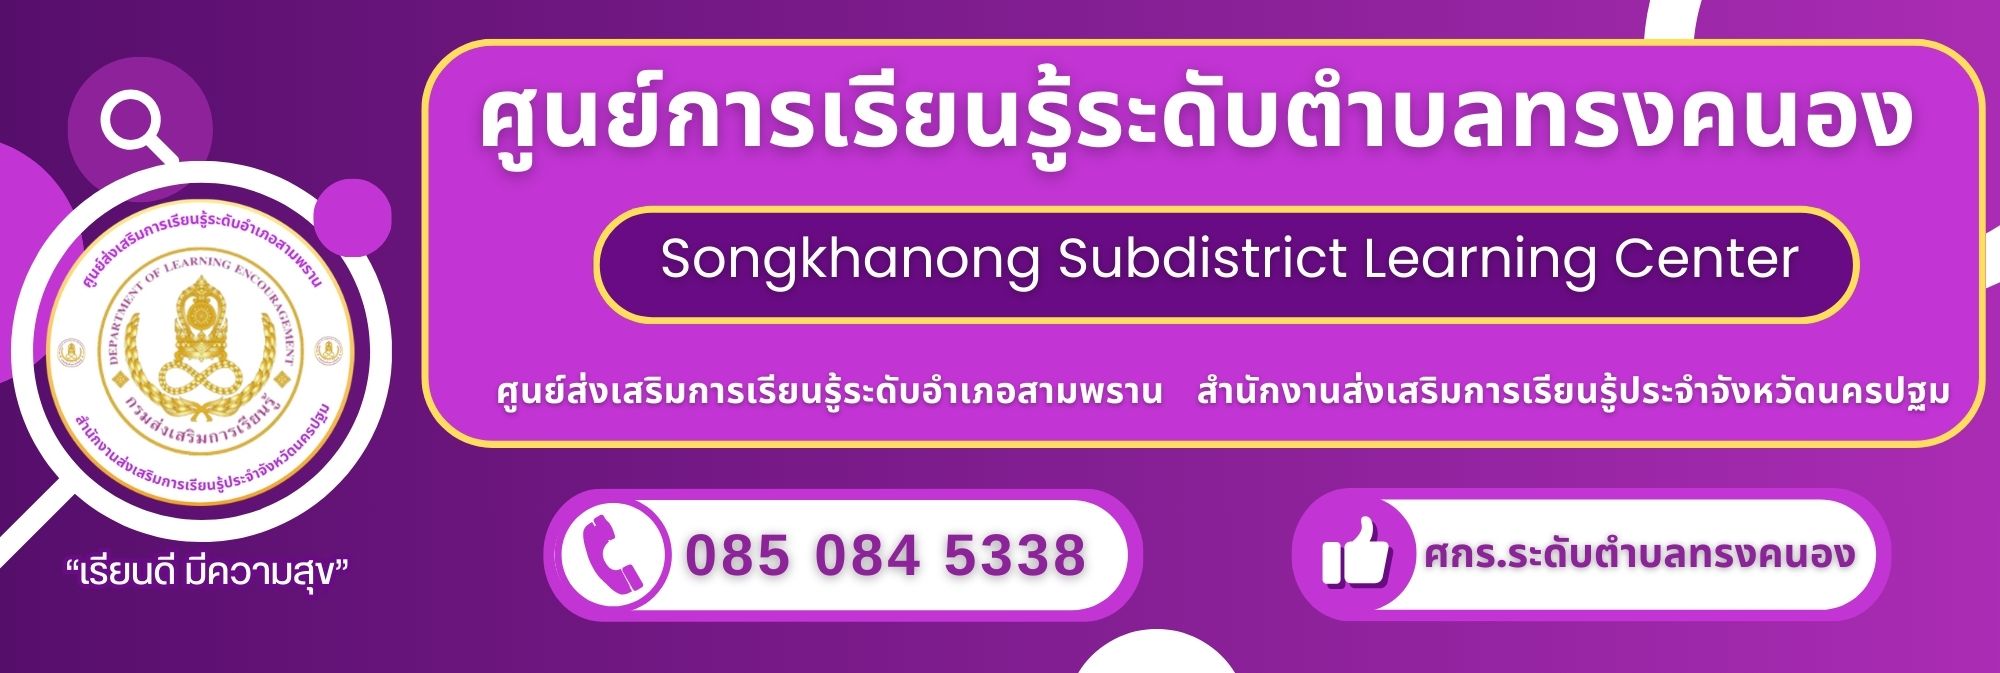 ศูนย์การเรียนรู้ระดับตำบลทรงคนอง
Songkhanong Subdistrict Learning Center
ศูนย์ส่งเสริมการเรียนรู้ระดับอำเภอสามพราน สำนักงานส่งเสริมการเรียนรู้ประจำจังหวัดนครปฐม
ศูนย์ส่งเสริมการเรียนรู้ระดับอำเภอสามพราน
DEPARTMENT OF LEARNING ENCOURAGEMENT
กรมส่งเสริมการเรียนรู้
สำนักงานส่งเสริมการเรียนรู้ประจำจังหวัดนครปฐม
“เรียนดี มีความสุข”
085 084 5338
ศกร.ระดับตำบลทรงคนอง